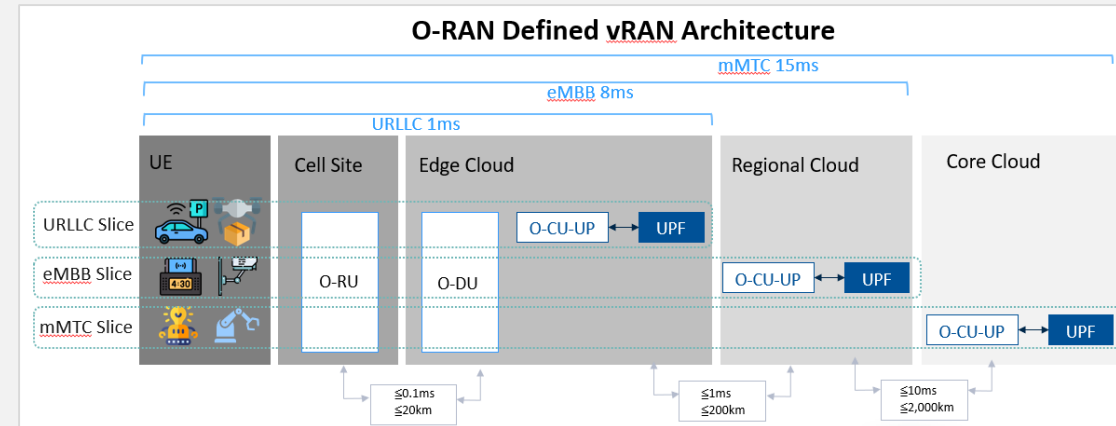 O-RAN Defined vRAN Architecture
mMTC 15ms
eMBB 8ms
URLLC 1ms
UE
Cell Site
Edge Cloud
Regional Cloud
Core Cloud
URLLC Slice
P
O-CU-UP
UPF
eMBB Slice
4:30
O-RU
O-DU
O-CU-UP
UPF
mMTC Slice
O-CU-UP
UPF
≦0.1ms
≦20km
≦1ms
≦200km
≦10ms
≦2,000km